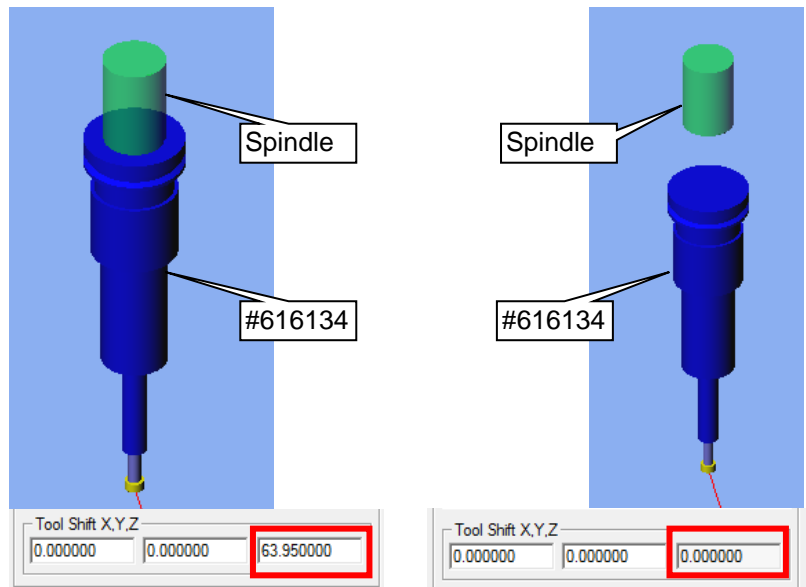 Spindle
#616134
Tool Shift X,Y,Z
0.000000 0.000000 63.950000
Spindle
#616134
Tool Shift X,Y,Z
0.000000 0.000000 0.000000